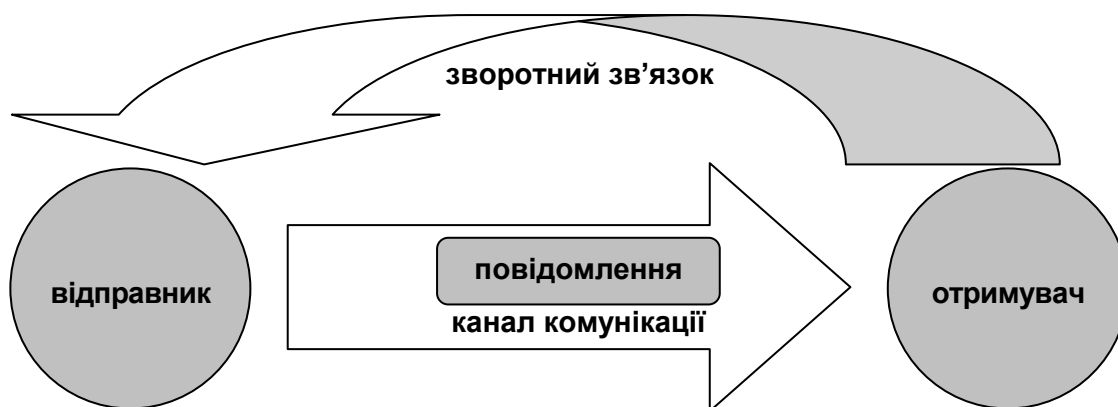 зворотний зв'язок
відправник
повідомлення
канал комунікації
отримувач